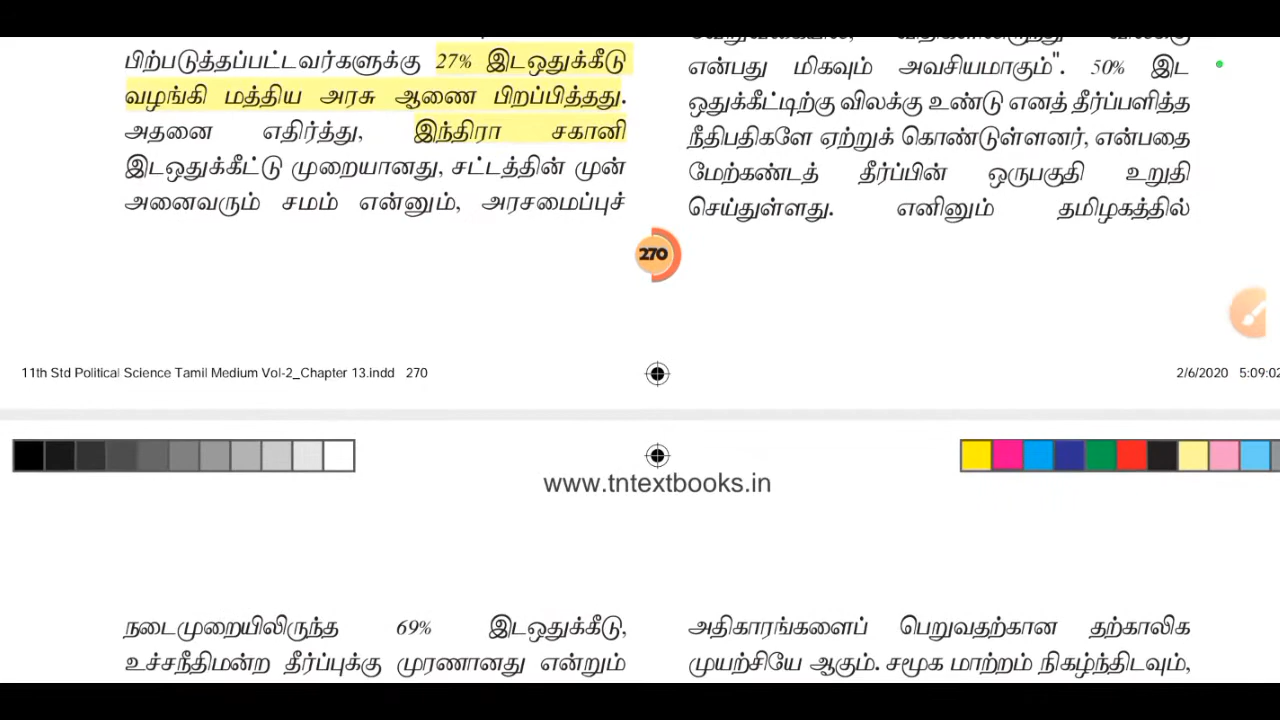 பிற்படுத்தப்பட்டவர்களுக்கு 27% இடஒதுக்கீடு
வழங்கி மத்திய அரசு ஆணை பிறப்பித்தது.
அதனை எதிர்த்து, இந்திரா சகானி
இடஒதுக்கீட்டு முறையானது, சட்டத்தின் முன்
அனைவரும் சமம் என்னும், அரசமைப்புச்
என்பது மிகவும் அவசியமாகும்". 50% இட
ஒதுக்கீட்டிற்கு விலக்கு உண்டு எனத் தீர்ப்பளித்த
நீதிபதிகளே ஏற்றுக் கொண்டுள்ளனர், என்பதை
மேற்கண்டத் தீர்ப்பின் ஒருபகுதி உறுதி
செய்துள்ளது. எனினும் தமிழகத்தில்
270
11th Std Political Science Tamil Medium Vol-2_Chapter 13.indd 270
2/6/2020 5:09:02
www.tntextbooks.in
நடைமுறையிலிருந்த 69% இடஒதுக்கீடு,
உச்சநீதிமன்ற தீர்ப்புக்கு முரணானது என்றும்
அதிகாரங்களைப் பெறுவதற்கான தற்காலிக
முயற்சியே ஆகும். சமூக மாற்றம் நிகழ்ந்திடவும்,